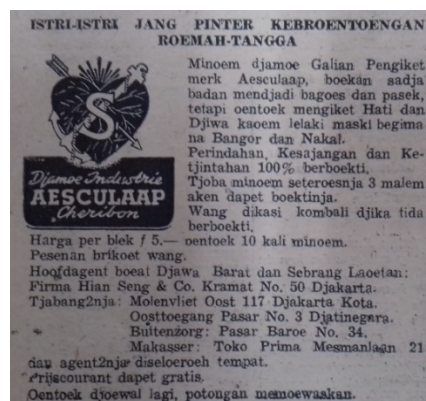 ISTRI-ISTRI JANG PINTER KEBROENTOENGAN
ROEMAH-TANGGA
S
Djamoe Industrie
AESCULAAP
Cheribon
Minoem djamoe Galian Pengiket
merk Aesculaap, boekan sadja
badan mendjadi bagoes dan pasek,
tetapi oentoek mengiket Hati dan
Djiwa kaoem lelaki maski begima
na Bangor dan Nakal.
Perindahan, Kesajangan dan Ke-
tjintahan 100% berboekti.
Tjoba minoem seteroesnja 3 malem
aken dapet boektinja.
Wang dikasi kombali djika tida
berboekti.
Harga per blek f 5.— oentoek 10 kali minoem.
Pesenan brikoet wang.
Hoofdagent boeat Djawa Barat dan Sebrang Laoetan:
Firma Hian Seng & Co. Kramat No. 50 Djakarta.
Tjabang2nja: Molenvliet Oost 117 Djakarta Kota.
Oosttoegang Pasar No. 3 Djatinegara.
Buitenzorg: Pasar Baroe No. 34.
Makasser: Toko Prima Mesmanlaan 21
dan agent2nja diseloeroeh tempat.
Prijscourant dapet gratis.
Oentoek djoewal lagi, potongan memoewaskan.